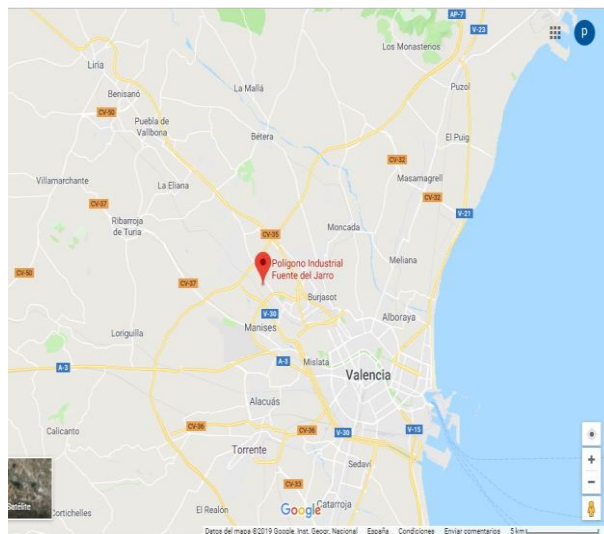 AP-7
V-23
P
Los Monasterios
Liria
Puzol
La Mallá
Benisanó
CV-50
Puebla de
Vallbona
Bétera
El Puig
CV-32
Masamagrell
Villamarchante
La Eliana
CV-32
CV-37
V-21
Ribarroja
de Turia
Moncada
CV-35
Meliana
Polígono Industrial
Fuente del Jarro
CV-50
CV-37
Burjasot
V-30
Alboraya
Manises
Loriguilla
A-3
Mislata
A-3
Valencia
Alacuás
CV-36
CV-36
V-30
V-15
Calicanto
Torrente
Sedaví
CV-33
Satélite
Cortichelles
El Realón
Google
Catarroja
Datos del mapa ©2019 Google, Inst. Geogr. Nacional España Condiciones Enviar comentarios 5 km